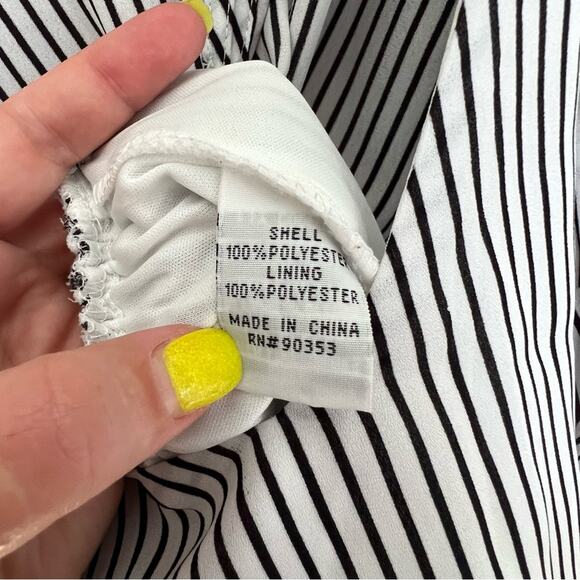 SHELL
100%POLYESTER
LINING
100%POLYESTER
MADE IN CHINA
RN#90353